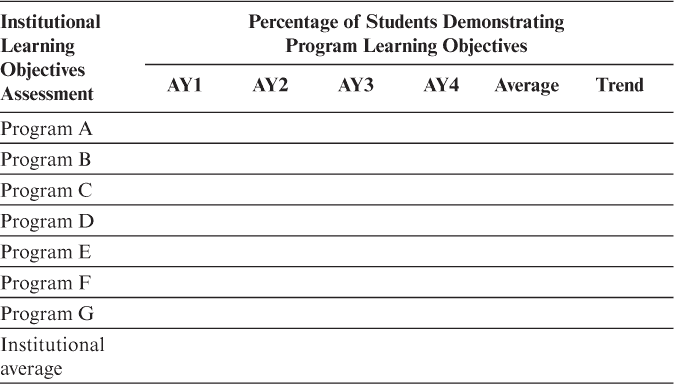 Institutional
Learning
Objectives
Assessment
Percentage of Students Demonstrating
Program Learning Objectives
AY1 AY2 AY3 AY4 Average Trend
Program A
Program B
Program C
Program D
Program E
Program F
Program G
Institutional
average